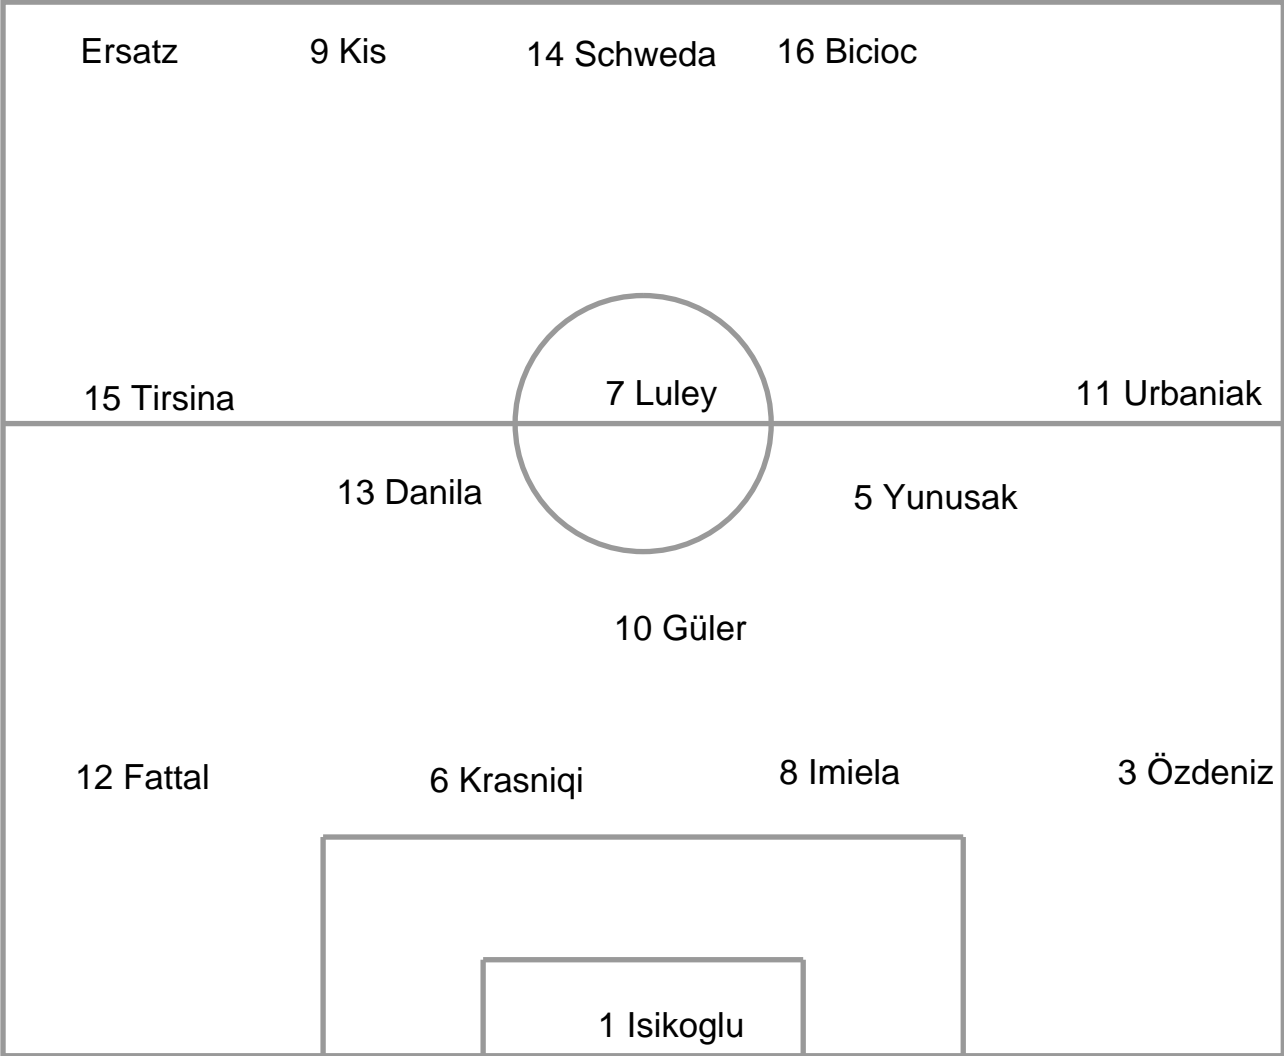 Ersatz 9 Kis 14 Schweda 16 Bicioc
15 Tirsina 7 Luley 11 Urbaniak
13 Danila 5 Yunusak
10 Güler
12 Fattal 6 Krasniqi 8 Imiela 3 Özdeniz
1 Isikoglu